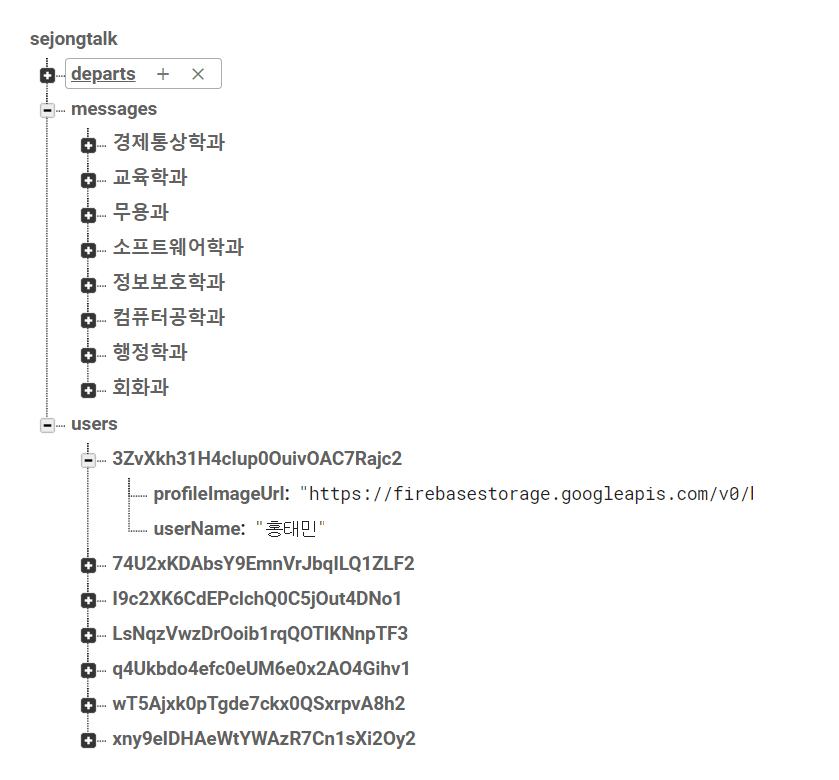 sejongtalk
departs + ×
messages
경제통상학과
교육학과
무용과
소프트웨어학과
정보보호학과
컴퓨터공학과
행정학과
회화과
users
3ZvXkh31H4cIup0OuivOAC7Rajc2
profileImageUrl: "https://firebasestorage.googleapis.com/v0/
userName: "홍태민"
74U2xKDAbsY9EmnVrJbqILQ1ZLF2
I9c2XK6CdEPcIchQ0C5jOut4DNo1
LsNqzVwzDrOoib1rqQOTIKNnpTF3
q4Ukbdo4efc0eUM6e0x2AO4Gihv1
wT5Ajxk0pTgde7ckx0QSxrpvA8h2
xny9eIDHAeWtYWAzR7Cn1sXi2Oy2